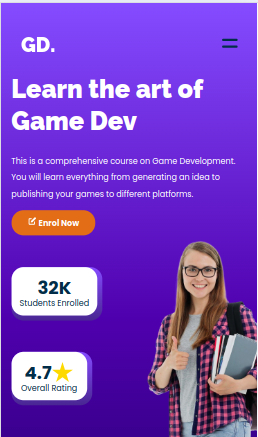 GD.
Learn the art of
Game Dev
This is a comprehensive course on Game Development.
You will learn everything from generating an idea to
publishing your games to different platforms.
Enrol Now
32K
Students Enrolled
4.7
Overall Rating